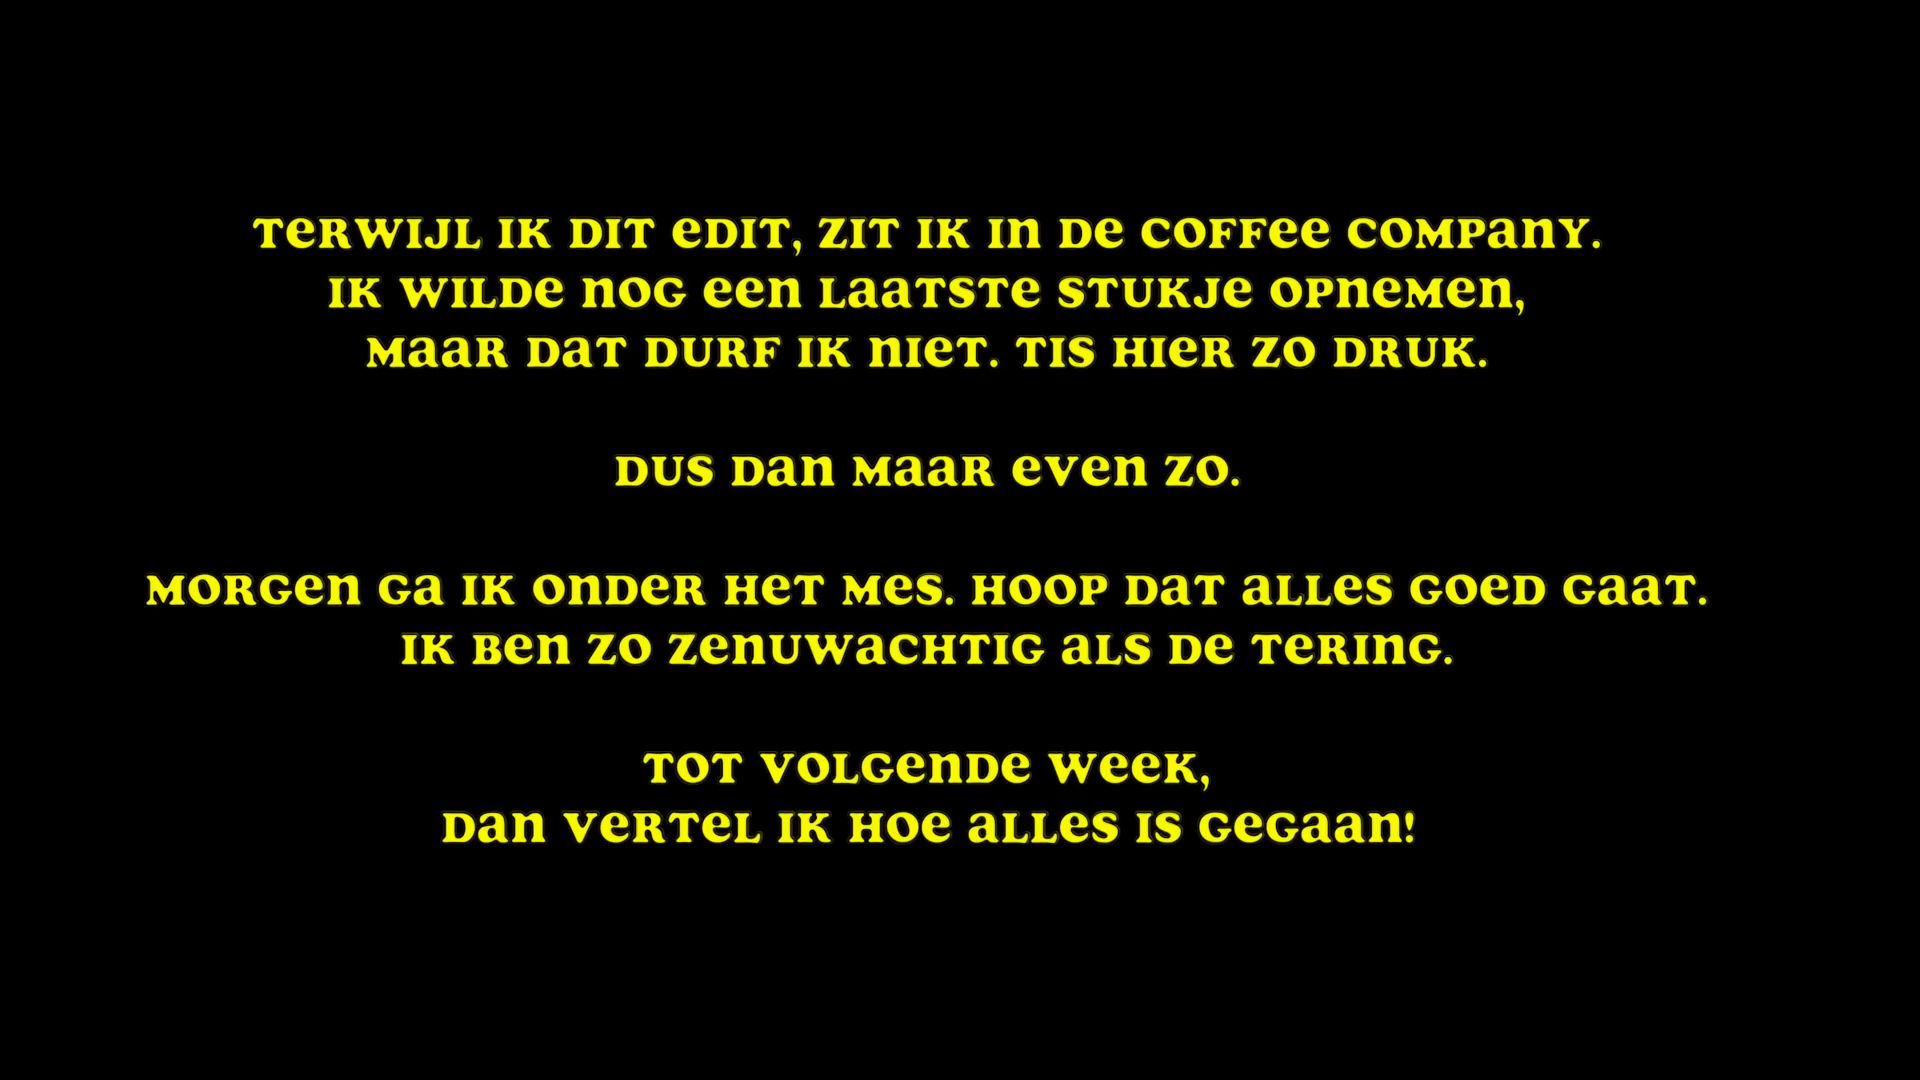 Terwijl ik dit edit, zit ik in de Coffee Company.
Ik wilde nog een laatste stukje opnemen,
maar dat durf ik niet. Tis hier zo druk.
Dus dan maar even zo.
Morgen ga ik onder het mes. Hoop dat alles goed gaat.
Ik ben zo zenuwachtig als de tering.
Tot volgende week,
dan vertel ik hoe alles is gegaan!